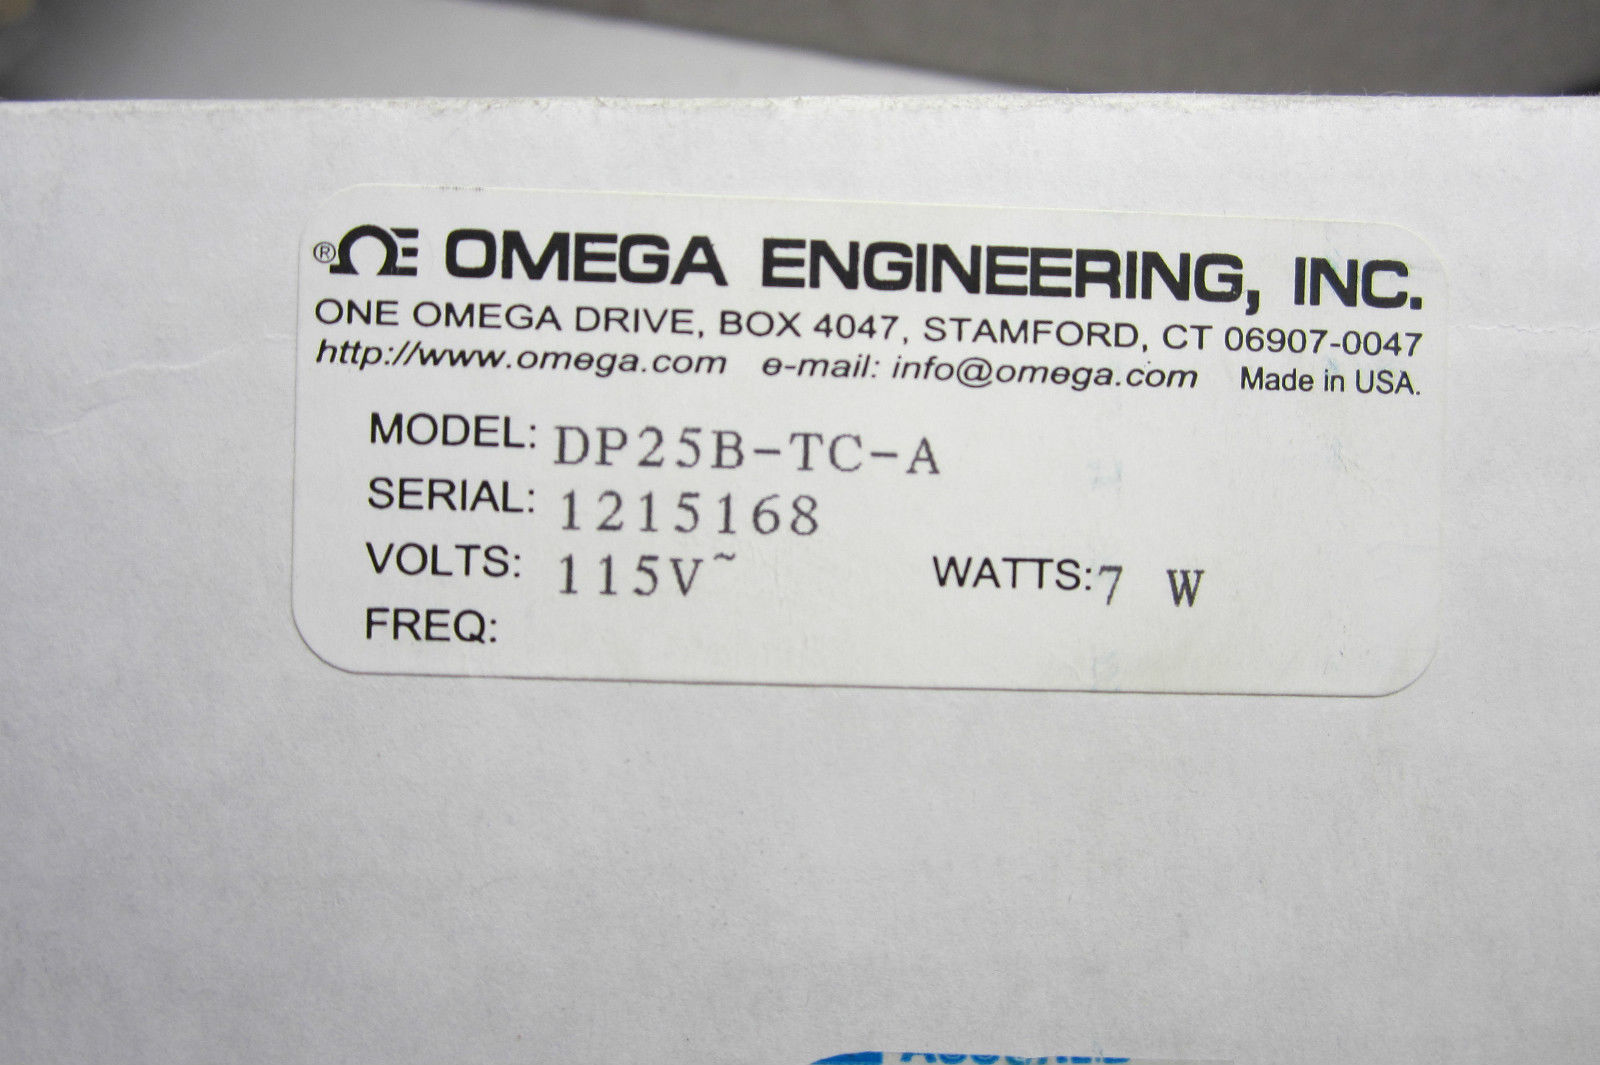 ® ΩE OMEGA ENGINEERING, INC.
ONE OMEGA DRIVE, BOX 4047, STAMFORD, CT 06907-0047
http://www.omega.com e-mail: info@omega.com Made in USA.
MODEL: DP25B-TC-A
SERIAL: 1215168
VOLTS: 115V~ WATTS: 7 W
FREQ: